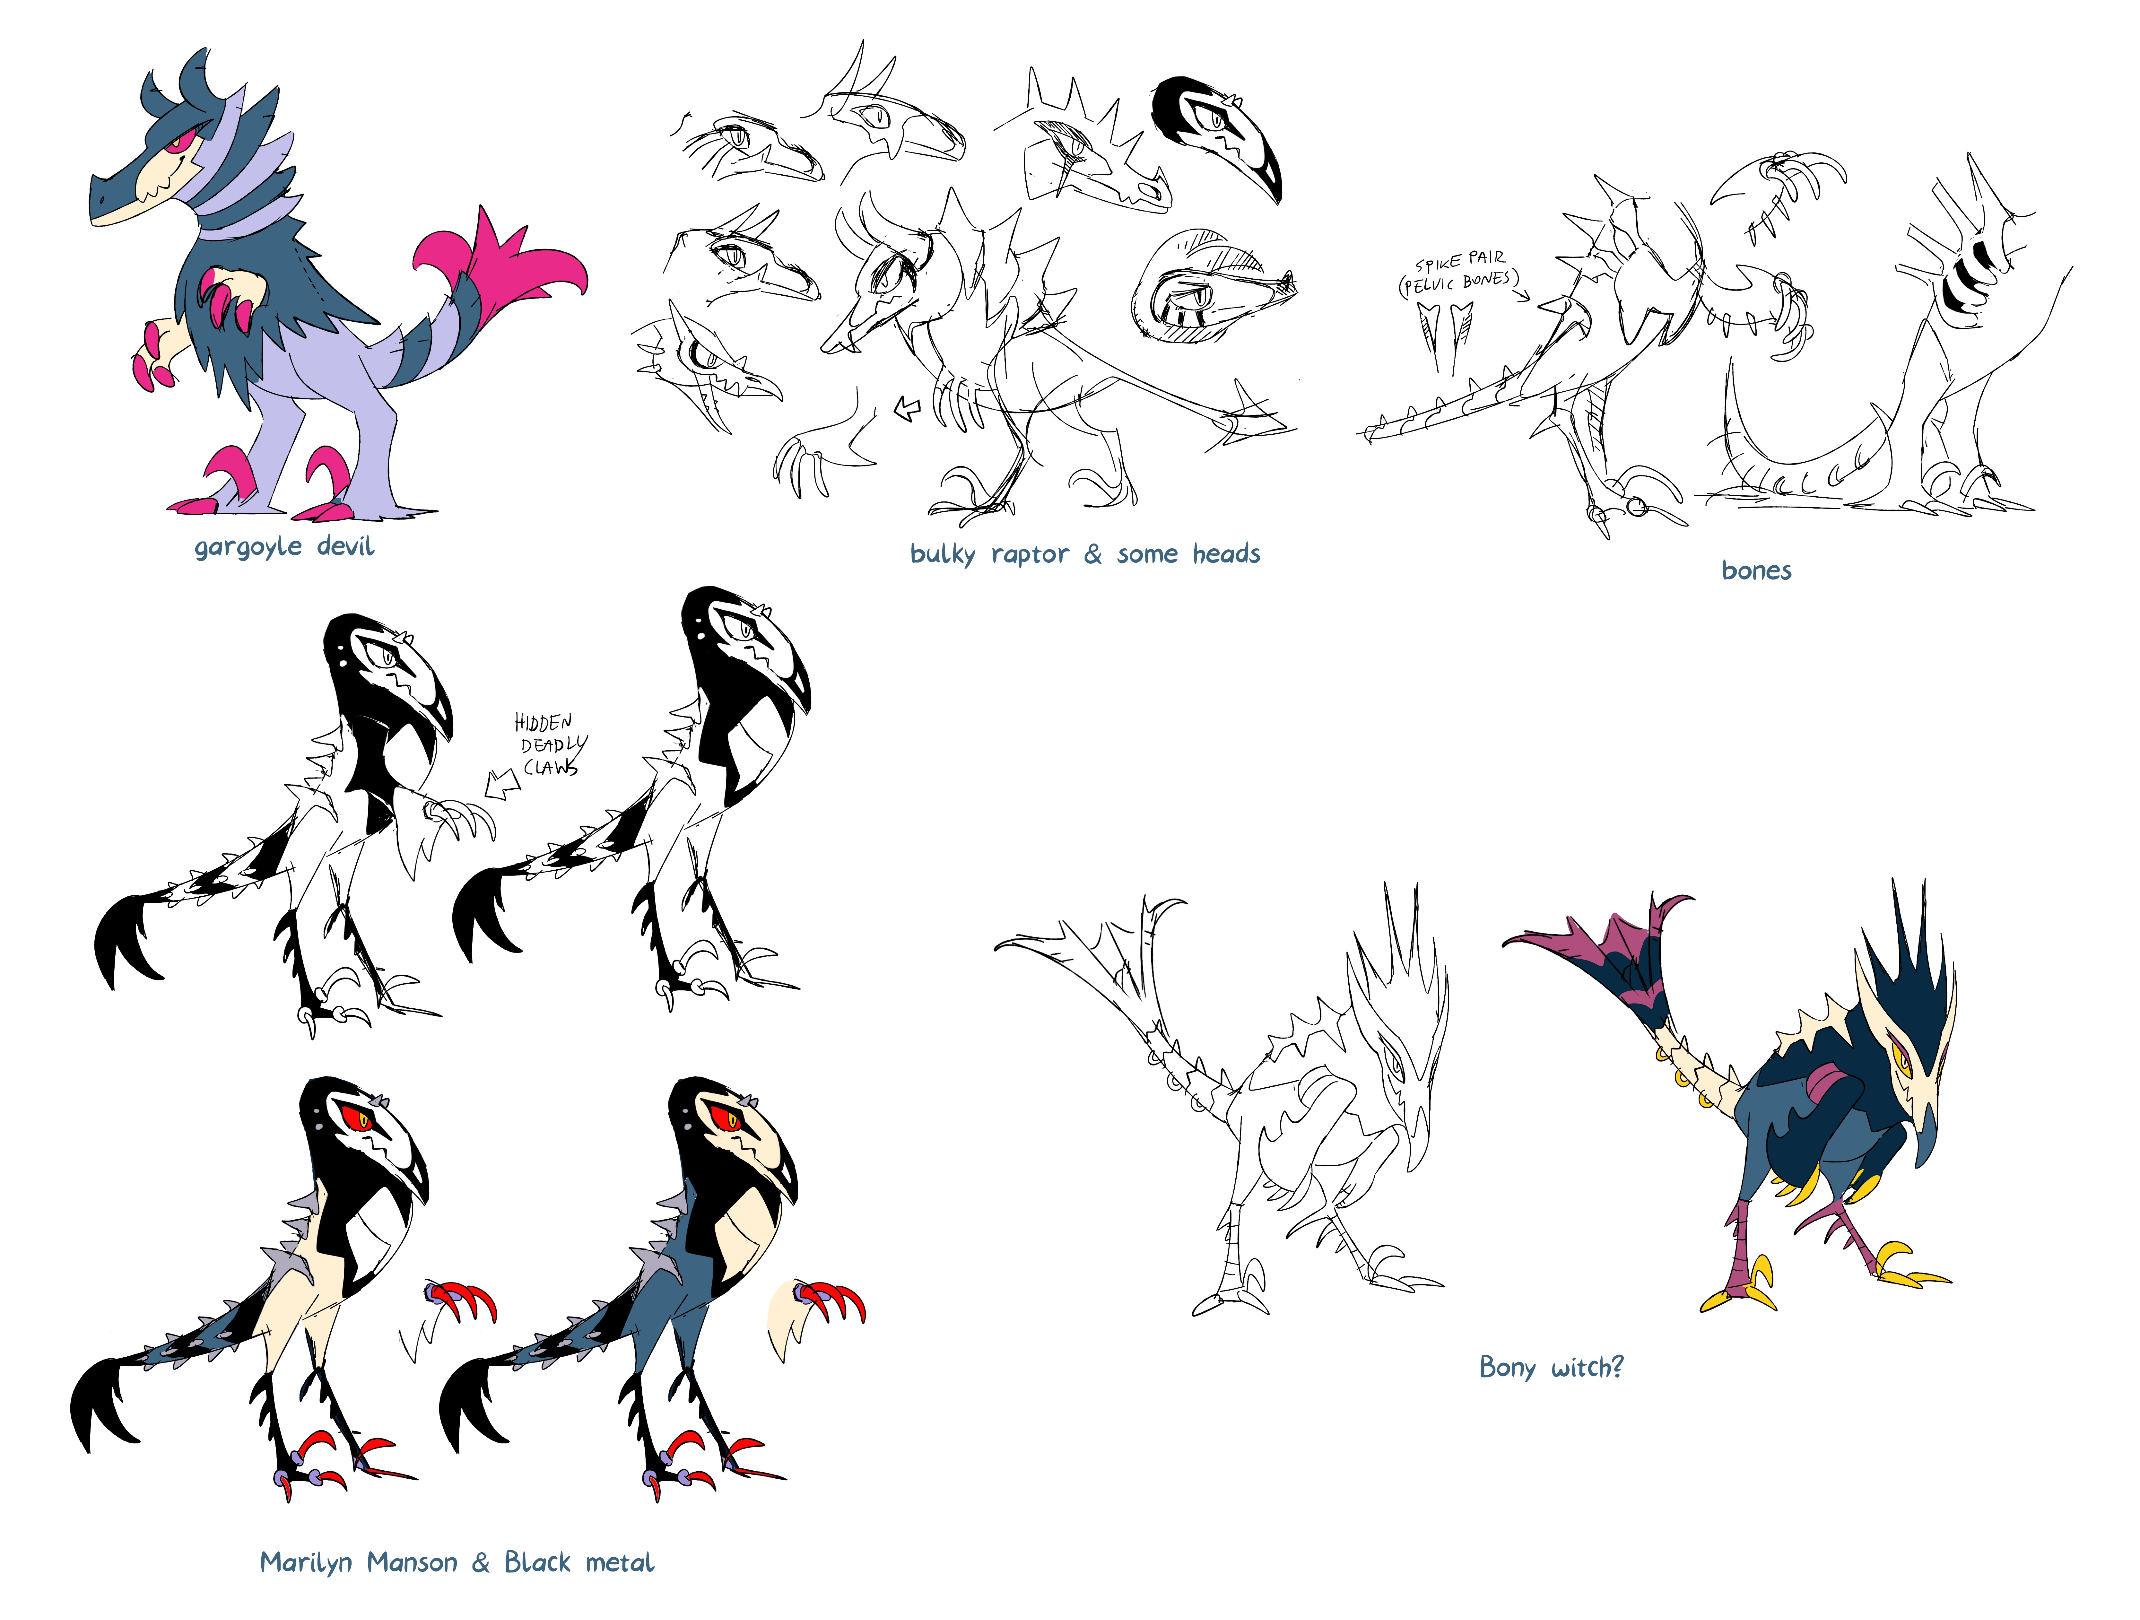 SPIKE PAIR
(PELVIC BONES)
gargoyle devil
bulky raptor & some heads
bones
HIDDEN
DEADLY
CLAWS
Bony witch?
Marilyn Manson & Black metal